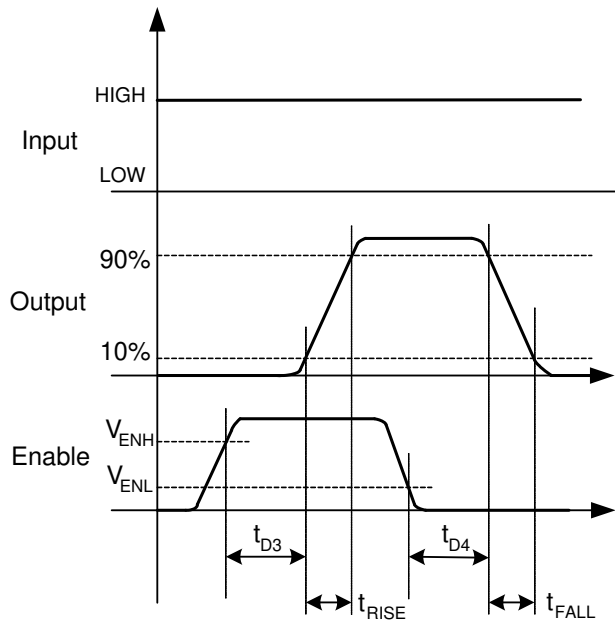 HIGH
Input
LOW
90%
Output
10%
VENH
Enable
VENL
tD3
tD4
tRISE
tFALL